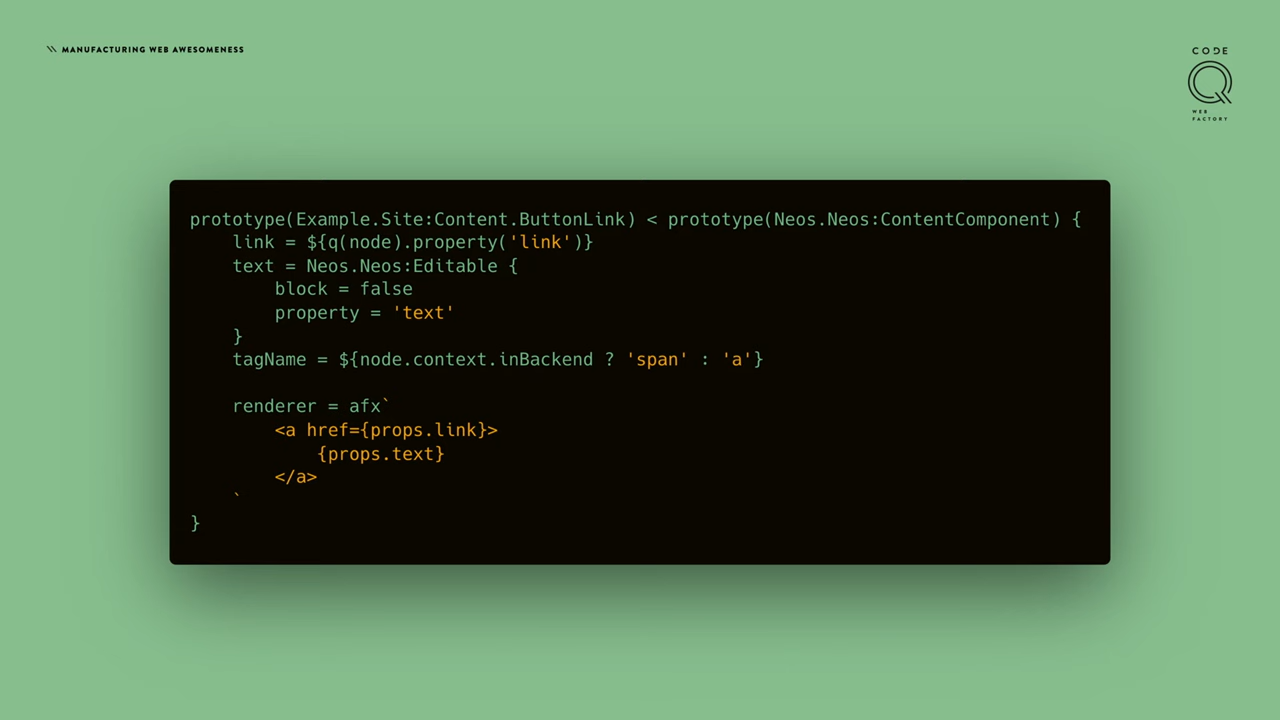 \\ MANUFACTURING WEB AWESOMENESS
CODE
Q
WEB
FACTORY
prototype(Example.Site:Content.ButtonLink) < prototype(Neos.Neos:ContentComponent) {
    link = ${q(node).property('link')}
    text = Neos.Neos:Editable {
        block = false
        property = 'text'
    }
    tagName = ${node.context.inBackend ? 'span' : 'a'}

    renderer = afx`
        <a href={props.link}>
            {props.text}
        </a>
    `
}